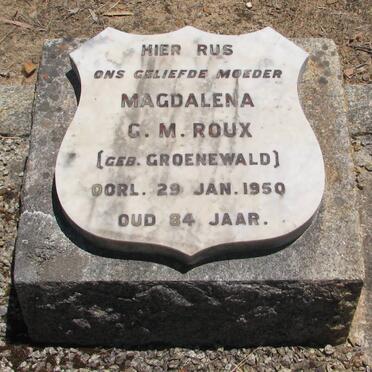 HIER RUS
ONS GELIEFDE MOEDER
MAGDALENA
G. M. ROUX
(GEB. GROENEWALD)
OORL. 29 JAN. 1950
OUD 84 JAAR.